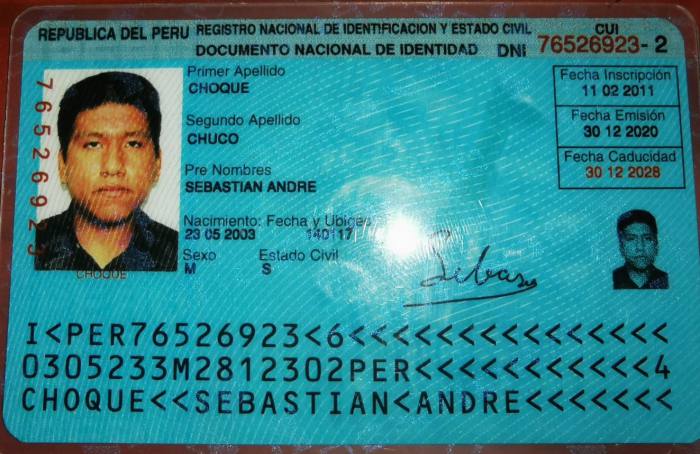 REPUBLICA DEL PERU REGISTRO NACIONAL DE IDENTIFICACION Y ESTADO CIVIL
DOCUMENTO NACIONAL DE IDENTIDAD DNI
CUI
76526923-2
76526923
Primer Apellido
CHOQUE
Segundo Apellido
CHUCO
Pre Nombres
SEBASTIAN ANDRE
Nacimiento: Fecha y Ubigeo
23 05 2003 140117
Sexo Estado Civil
M S
Fecha Inscripción
11 02 2011
Fecha Emisión
30 12 2020
Fecha Caducidad
30 12 2028
CHOQUE
I<PER76526923<6<<<<<<<<<<<<<<<
0305233M2812302PER<<<<<<<<<<<4
CHOQUE<<SEBASTIAN<ANDRE<<<<<<<